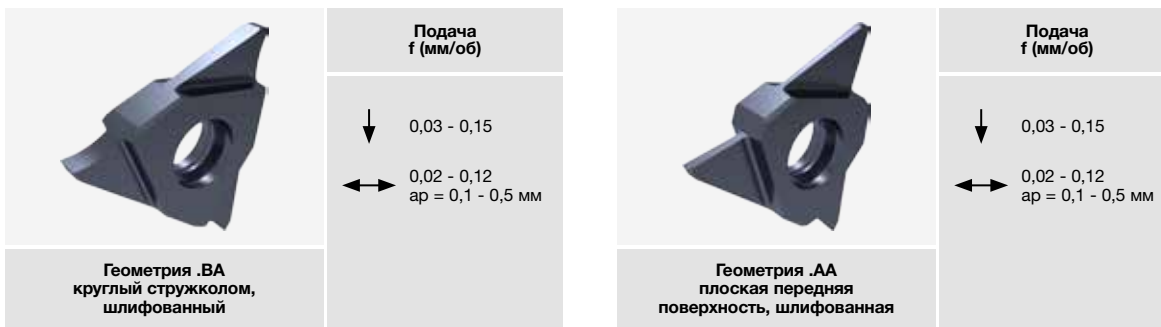 Подача
f (мм/об)
0,03 - 0,15
0,02 - 0,12
ap = 0,1 - 0,5 мм
Геометрия .BA
круглый стружколом,
шлифованный
Подача
f (мм/об)
0,03 - 0,15
0,02 - 0,12
ap = 0,1 - 0,5 мм
Геометрия .AA
плоская передняя
поверхность, шлифованная